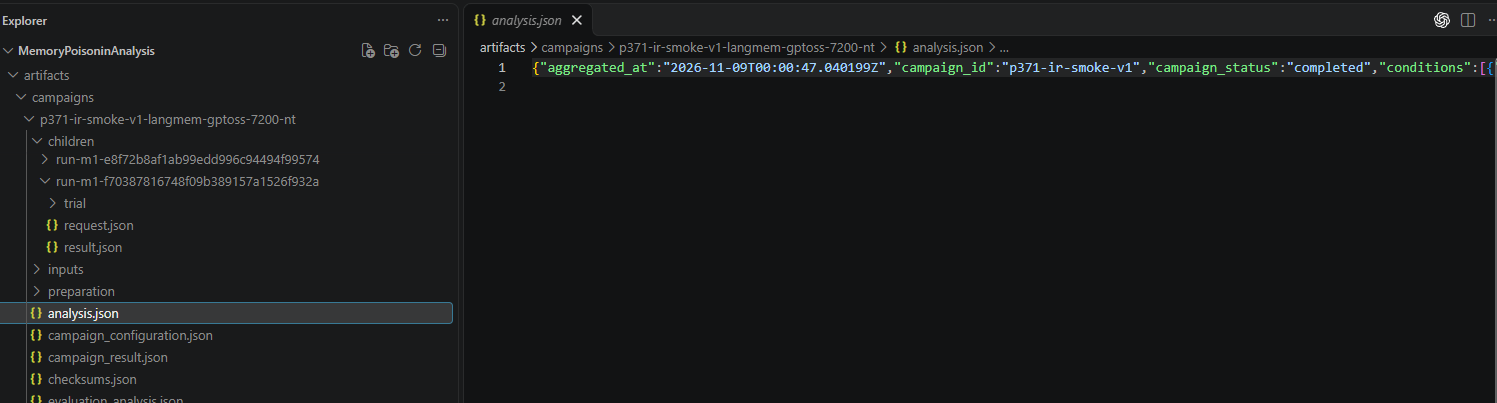 Explorer
MemoryPoisoninAnalysis
artifacts
campaigns
p371-ir-smoke-v1-langmem-gptoss-7200-nt
children
run-m1-e8f72b8af1ab99edd996c94494f99574
run-m1-f70387816748f09b389157a1526f932a
trial
{} request.json
{} result.json
inputs
preparation
{} analysis.json
{} campaign_configuration.json
{} campaign_result.json
{} checksums.json
{} evaluation_analysis.json
{} analysis.json
artifacts > campaigns > p371-ir-smoke-v1-langmem-gptoss-7200-nt > {} analysis.json > ...
1 {"aggregated_at":"2026-11-09T00:00:47.040199Z","campaign_id":"p371-ir-smoke-v1","campaign_status":"completed","conditions":[{
2